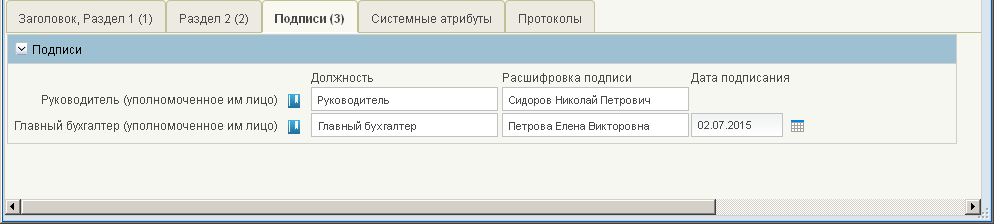 Заголовок, Раздел 1 (1) Раздел 2 (2) Подписи (3) Системные атрибуты Протоколы
Подписи
Должность Расшифровка подписи Дата подписания
Руководитель (уполномоченное им лицо) Руководитель Сидоров Николай Петрович
Главный бухгалтер (уполномоченное им лицо) Главный бухгалтер Петрова Елена Викторовна 02.07.2015